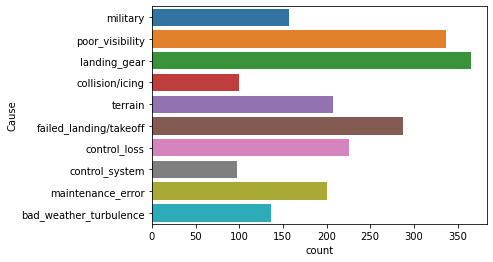 Cause
military
poor_visibility
landing_gear
collision/icing
terrain
failed_landing/takeoff
control_loss
control_system
maintenance_error
bad_weather_turbulence
0 50 100 150 200 250 300 350
count